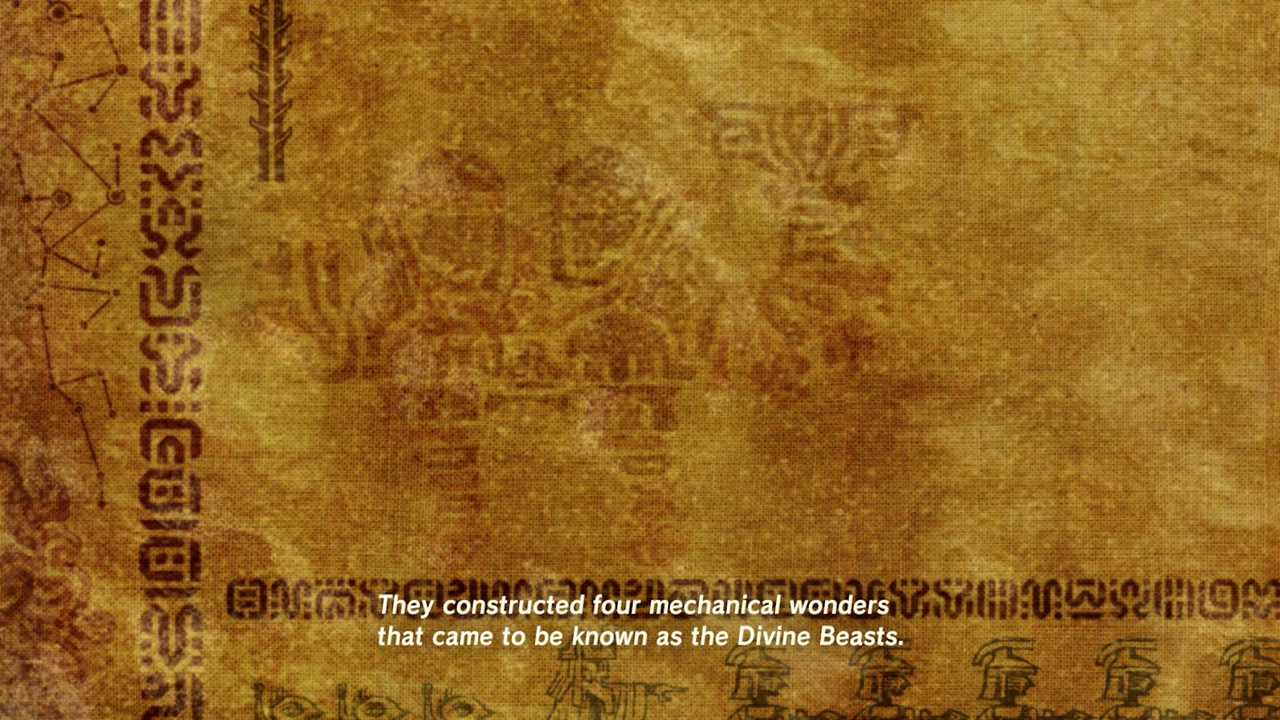 They constructed four mechanical wonders
that came to be known as the Divine Beasts.